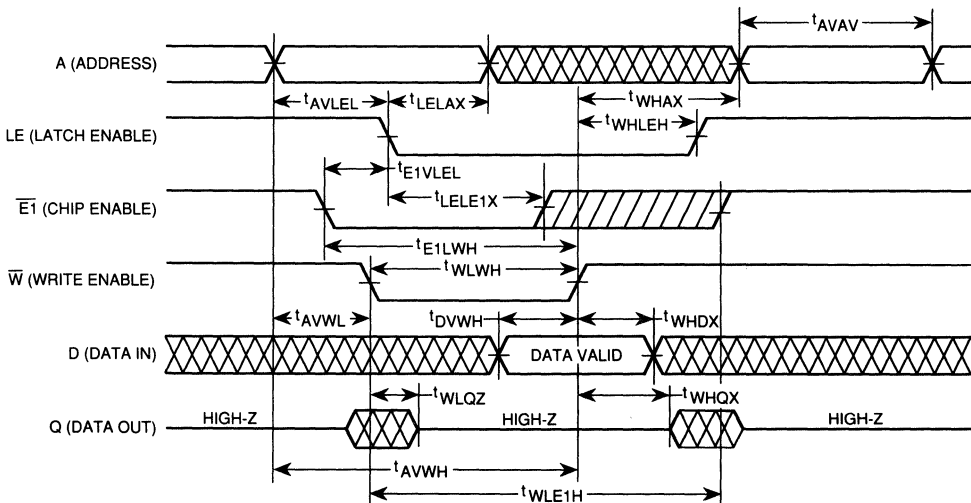 tAVAV
A (ADDRESS)
tAVLEL
tLELAX
tWHAX
tWHLEH
LE (LATCH ENABLE)
tE1VLEL
tLELE1X
E1 (CHIP ENABLE)
tE1LWH
tWLWH
W (WRITE ENABLE)
tAVWL
tDVWH
tWHDX
D (DATA IN)
DATA VALID
tWLQZ
tWHQX
Q (DATA OUT)
HIGH-Z
HIGH-Z
HIGH-Z
tAVWH
tWLE1H